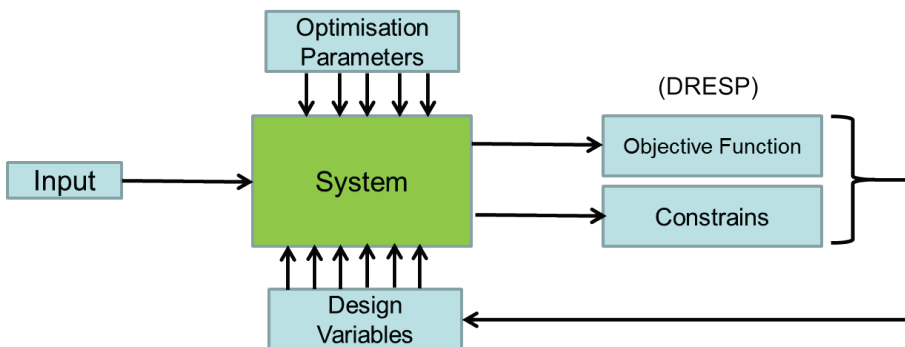 Optimisation
Parameters
(DRESP)
Objective Function
Input
System
Constrains
Design
Variables